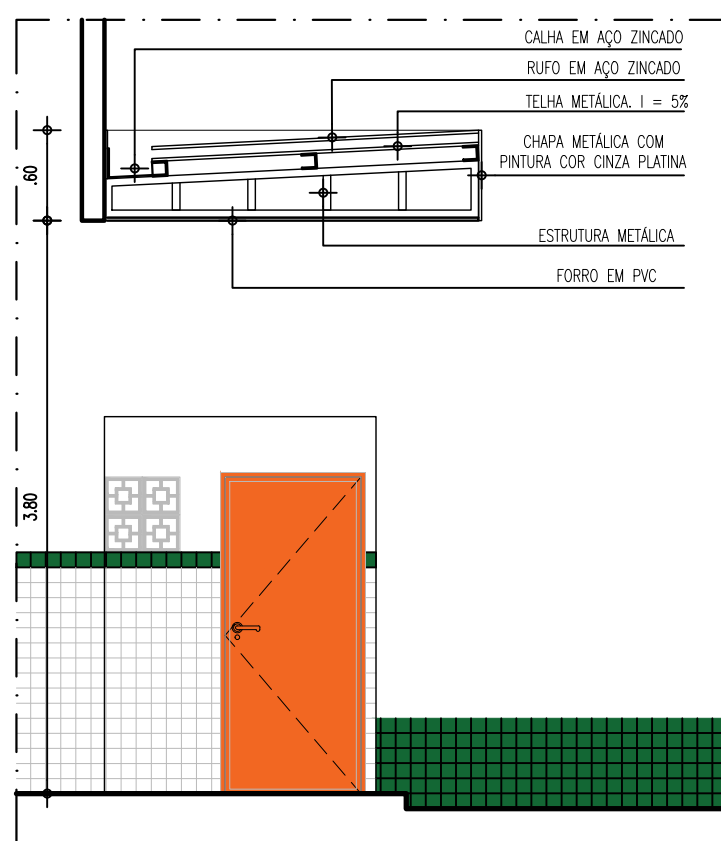 CALHA EM AÇO ZINCADO
RUFO EM AÇO ZINCADO
TELHA METÁLICA. I = 5%
CHAPA METÁLICA COM
PINTURA COR CINZA PLATINA
.60
ESTRUTURA METÁLICA
FORRO EM PVC
3.80